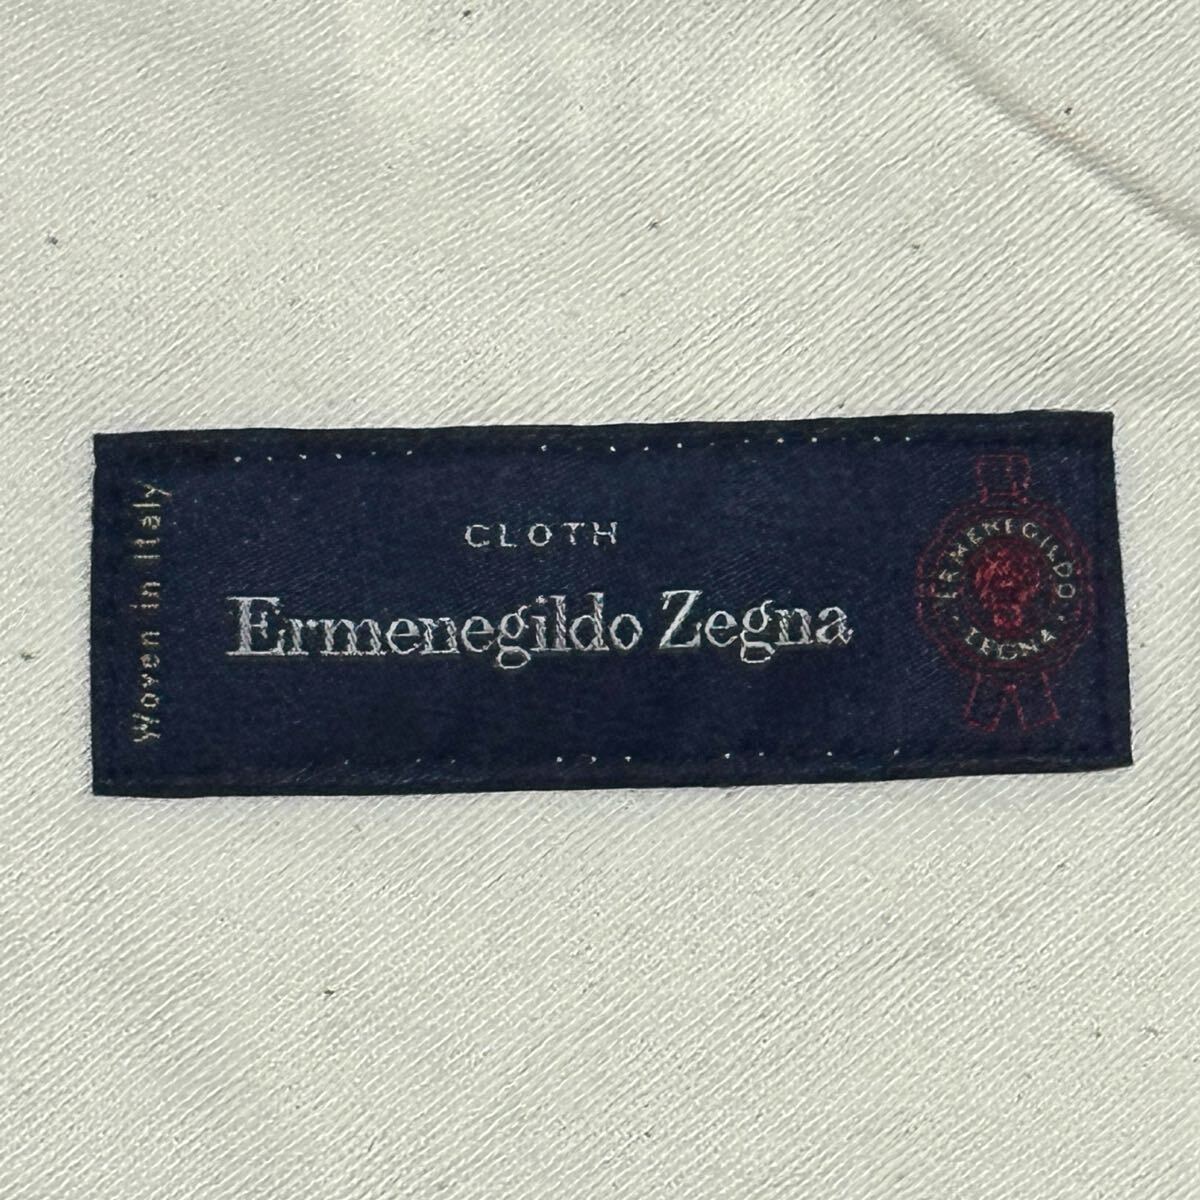 Woven in Italy
CLOTH
Ermenegildo Zegna
ERMENEGILDO
· ZEGNA ·